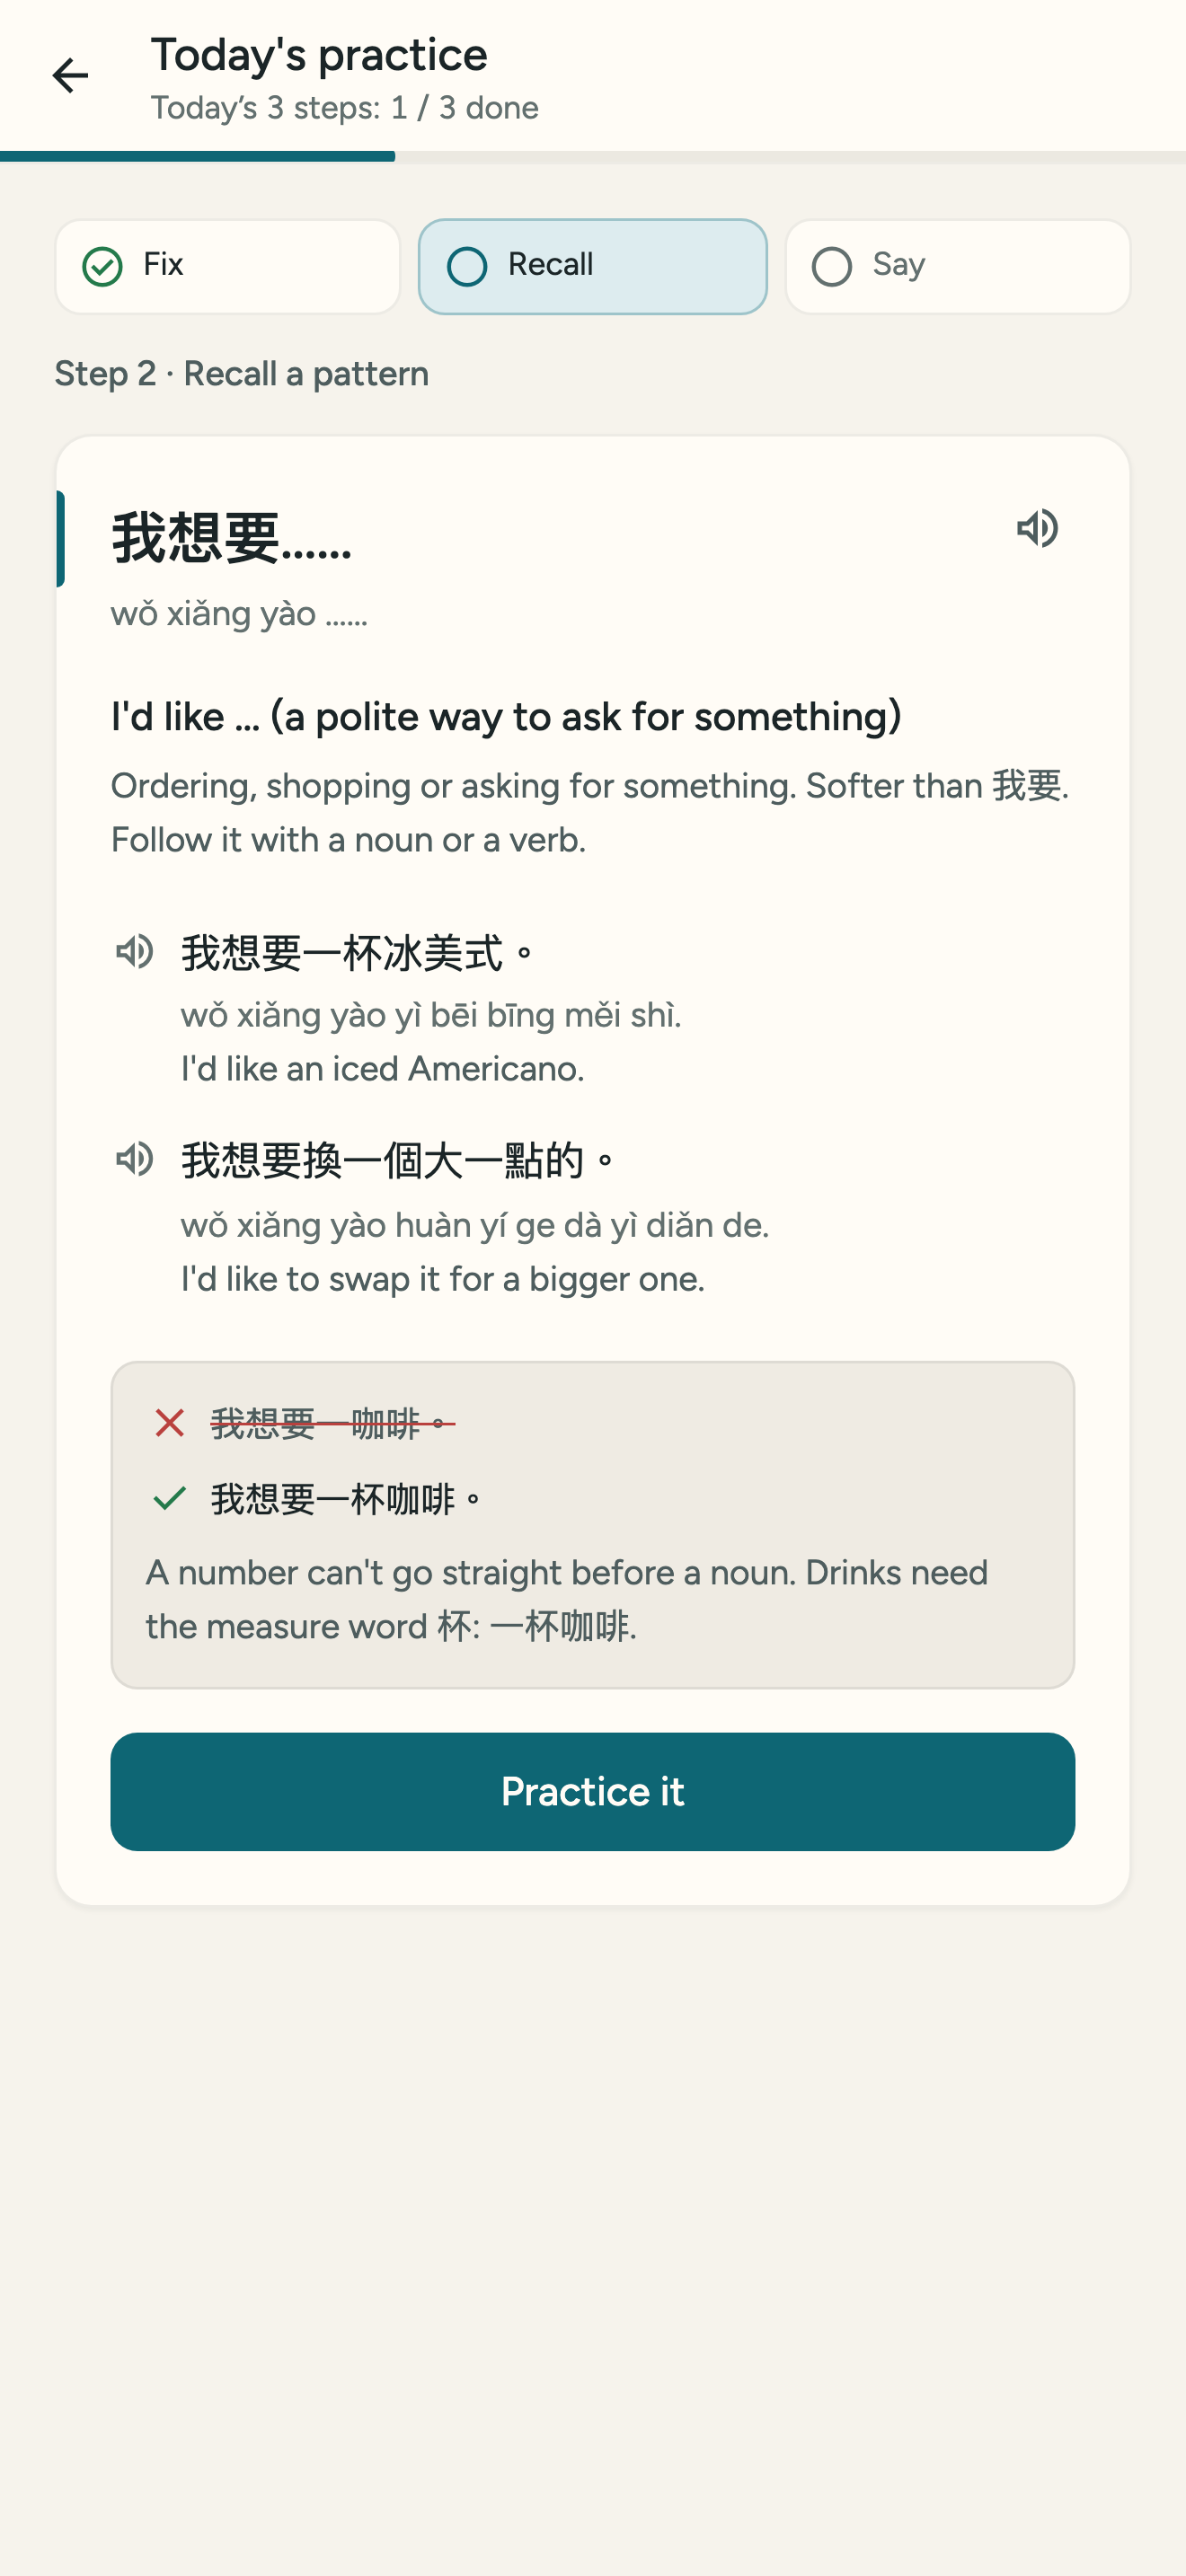 Today's practice
Today’s 3 steps: 1 / 3 done
Fix
Recall
Say
Step 2 · Recall a pattern
我想要……
wǒ xiǎng yào ……
I'd like … (a polite way to ask for something)
Ordering, shopping or asking for something. Softer than 我要.
Follow it with a noun or a verb.
我想要一杯冰美式。
wǒ xiǎng yào yì bēi bīng měi shì.
I'd like an iced Americano.
我想要換一個大一點的。
wǒ xiǎng yào huàn yí ge dà yì diǎn de.
I'd like to swap it for a bigger one.
我想要一咖啡。
我想要一杯咖啡。
A number can't go straight before a noun. Drinks need
the measure word 杯: 一杯咖啡.
Practice it